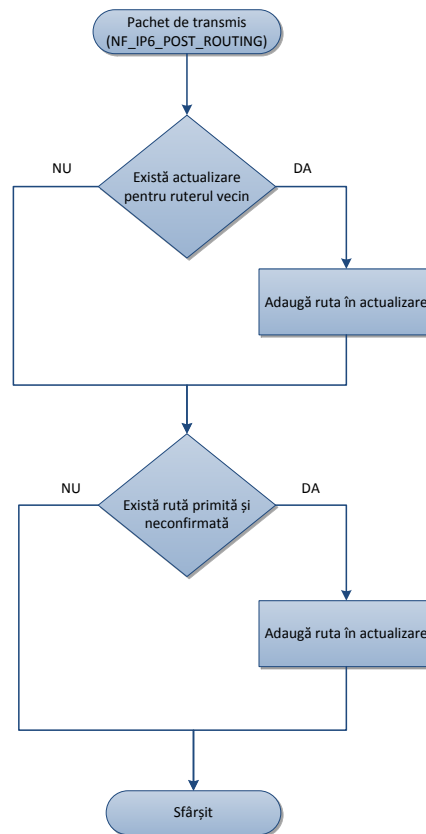 Pachet de transmis
(NF_IP6_POST_ROUTING)
NU
DA
Există actualizare
pentru ruterul vecin
Adaugă ruta în actualizare
NU
DA
Există rută primită și
neconfirmată
Adaugă ruta în actualizare
Sfârșit